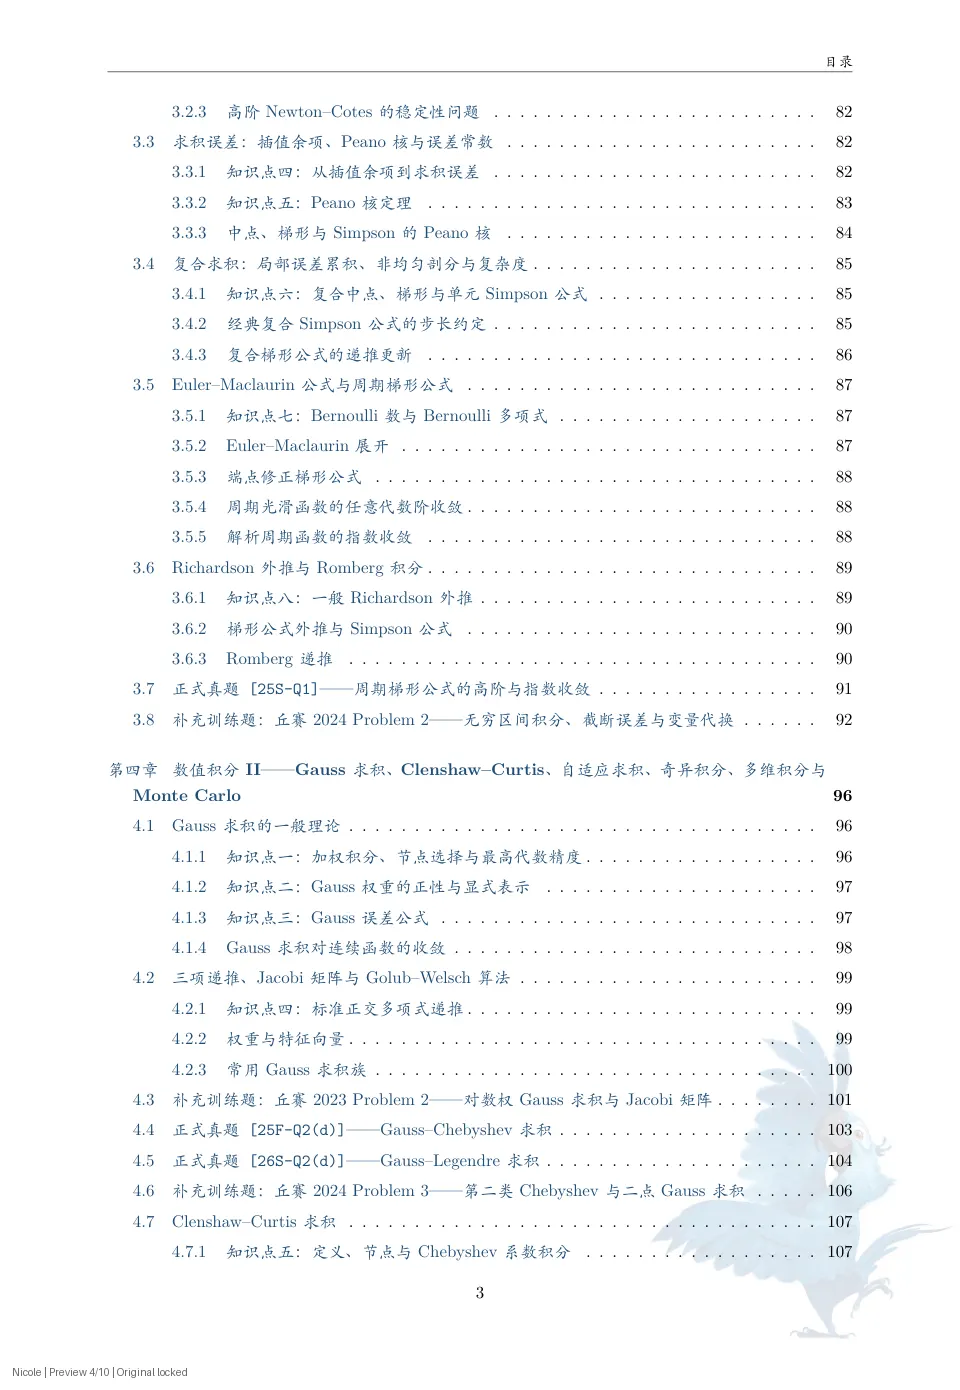 目录
3.2.3 高阶 Newton–Cotes 的稳定性问题 . . . . . . . . . . . . . . . . . . . . . . . . . 82
3.3 求积误差：插值余项、Peano 核与误差常数 . . . . . . . . . . . . . . . . . . . . . . . . 82
3.3.1 知识点四：从插值余项到求积误差 . . . . . . . . . . . . . . . . . . . . . . . . . 82
3.3.2 知识点五：Peano 核定理 . . . . . . . . . . . . . . . . . . . . . . . . . . . . . . 83
3.3.3 中点、梯形与 Simpson 的 Peano 核 . . . . . . . . . . . . . . . . . . . . . . . . 84
3.4 复合求积：局部误差累积、非均匀剖分与复杂度 . . . . . . . . . . . . . . . . . . . . . . 85
3.4.1 知识点六：复合中点、梯形与单元 Simpson 公式 . . . . . . . . . . . . . . . . . 85
3.4.2 经典复合 Simpson 公式的步长约定 . . . . . . . . . . . . . . . . . . . . . . . . . 85
3.4.3 复合梯形公式的递推更新 . . . . . . . . . . . . . . . . . . . . . . . . . . . . . . 86
3.5 Euler–Maclaurin 公式与周期梯形公式 . . . . . . . . . . . . . . . . . . . . . . . . . . . 87
3.5.1 知识点七：Bernoulli 数与 Bernoulli 多项式 . . . . . . . . . . . . . . . . . . . . 87
3.5.2 Euler–Maclaurin 展开 . . . . . . . . . . . . . . . . . . . . . . . . . . . . . . . . 87
3.5.3 端点修正梯形公式 . . . . . . . . . . . . . . . . . . . . . . . . . . . . . . . . . . 88
3.5.4 周期光滑函数的任意代数阶收敛 . . . . . . . . . . . . . . . . . . . . . . . . . . . 88
3.5.5 解析周期函数的指数收敛 . . . . . . . . . . . . . . . . . . . . . . . . . . . . . . 88
3.6 Richardson 外推与 Romberg 积分 . . . . . . . . . . . . . . . . . . . . . . . . . . . . . . 89
3.6.1 知识点八：一般 Richardson 外推 . . . . . . . . . . . . . . . . . . . . . . . . . . 89
3.6.2 梯形公式外推与 Simpson 公式 . . . . . . . . . . . . . . . . . . . . . . . . . . . 90
3.6.3 Romberg 递推 . . . . . . . . . . . . . . . . . . . . . . . . . . . . . . . . . . . . 90
3.7 正式真题 [25S-Q1]——周期梯形公式的高阶与指数收敛 . . . . . . . . . . . . . . . . . 91
3.8 补充训练题：丘赛 2024 Problem 2——无穷区间积分、截断误差与变量代换 . . . . . . 92
第四章 数值积分 II——Gauss 求积、Clenshaw–Curtis、自适应求积、奇异积分、多维积分与
Monte Carlo 96
4.1 Gauss 求积的一般理论 . . . . . . . . . . . . . . . . . . . . . . . . . . . . . . . . . . . . 96
4.1.1 知识点一：加权积分、节点选择与最高代数精度 . . . . . . . . . . . . . . . . . . 96
4.1.2 知识点二：Gauss 权重的正性与显式表示 . . . . . . . . . . . . . . . . . . . . . 97
4.1.3 知识点三：Gauss 误差公式 . . . . . . . . . . . . . . . . . . . . . . . . . . . . . 97
4.1.4 Gauss 求积对连续函数的收敛 . . . . . . . . . . . . . . . . . . . . . . . . . . . . 98
4.2 三项递推、Jacobi 矩阵与 Golub–Welsch 算法 . . . . . . . . . . . . . . . . . . . . . . . 99
4.2.1 知识点四：标准正交多项式递推 . . . . . . . . . . . . . . . . . . . . . . . . . . . 99
4.2.2 权重与特征向量 . . . . . . . . . . . . . . . . . . . . . . . . . . . . . . . . . . . . 99
4.2.3 常用 Gauss 求积族 . . . . . . . . . . . . . . . . . . . . . . . . . . . . . . . . . . 100
4.3 补充训练题：丘赛 2023 Problem 2——对数权 Gauss 求积与 Jacobi 矩阵 . . . . . . . . 101
4.4 正式真题 [25F-Q2(d)]——Gauss–Chebyshev 求积 . . . . . . . . . . . . . . . . . . . . 103
4.5 正式真题 [26S-Q2(d)]——Gauss–Legendre 求积 . . . . . . . . . . . . . . . . . . . . . 104
4.6 补充训练题：丘赛 2024 Problem 3——第二类 Chebyshev 与二点 Gauss 求积 . . . . . 106
4.7 Clenshaw–Curtis 求积 . . . . . . . . . . . . . . . . . . . . . . . . . . . . . . . . . . . . 107
4.7.1 知识点五：定义、节点与 Chebyshev 系数积分 . . . . . . . . . . . . . . . . . . 107
3
Nicole | Preview 4/10 | Original locked